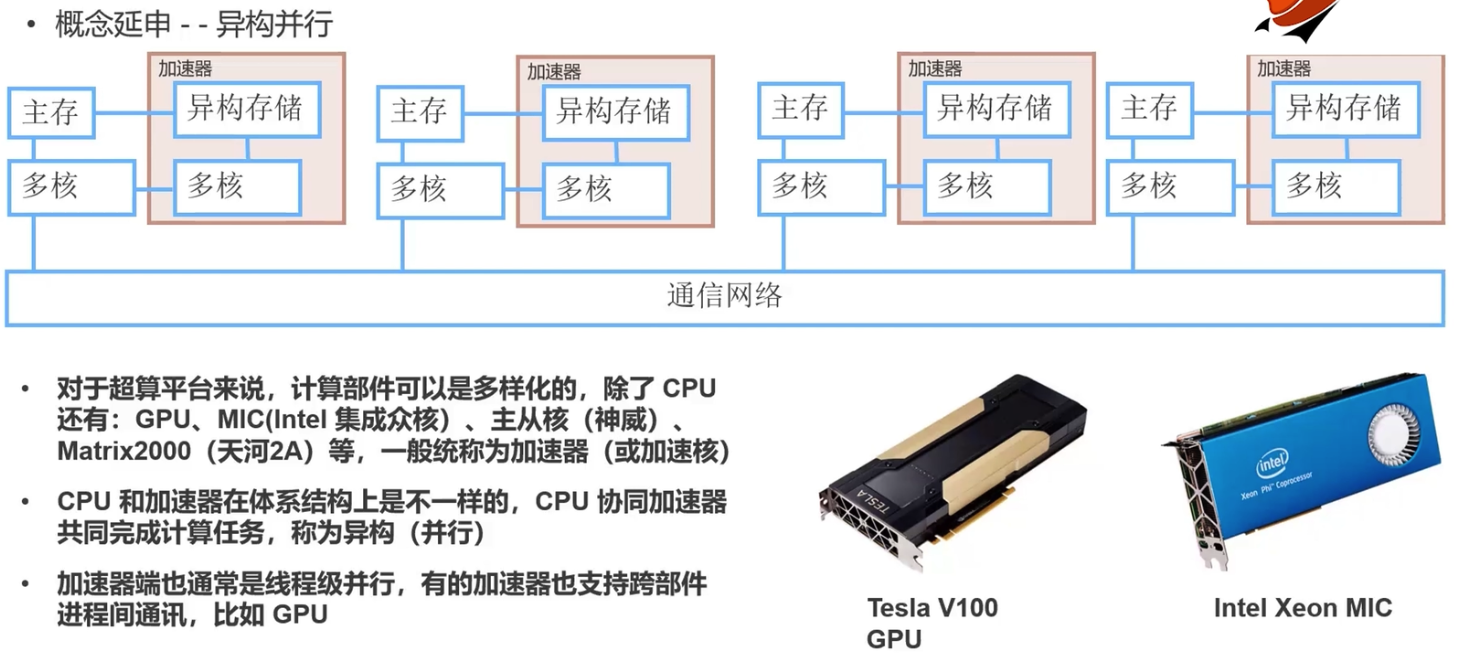 • 概念延申 - - 异构并行
加速器 加速器 加速器 加速器
主存 异构存储 主存 异构存储 主存 异构存储 主存 异构存储
多核 多核 多核 多核 多核 多核 多核 多核
通信网络
• 对于超算平台来说，计算部件可以是多样化的，除了 CPU
还有：GPU、MIC(Intel 集成众核）、主从核（神威）、
Matrix2000（天河2A）等，一般统称为加速器（或加速核）
• CPU 和加速器在体系结构上是不一样的，CPU 协同加速器
共同完成计算任务，称为异构（并行）
• 加速器端也通常是线程级并行，有的加速器也支持跨部件
进程间通讯，比如 GPU
TESLA
intel
Xeon Phi™ Coprocessor
Tesla V100
GPU
Intel Xeon MIC